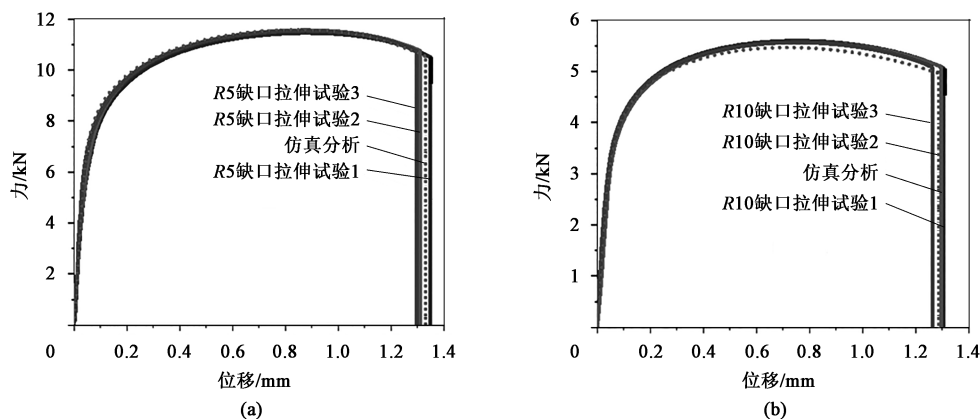 12
10
8
6
4
2
0
力/kN
R5缺口拉伸试验3
R5缺口拉伸试验2
仿真分析
R5缺口拉伸试验1
0.2
0.4
0.6
0.8
1.0
1.2
1.4
位移/mm
(a)
6
5
4
3
2
1
0
力/kN
R10缺口拉伸试验3
R10缺口拉伸试验2
仿真分析
R10缺口拉伸试验1
0.2
0.4
0.6
0.8
1.0
1.2
1.4
位移/mm
(b)